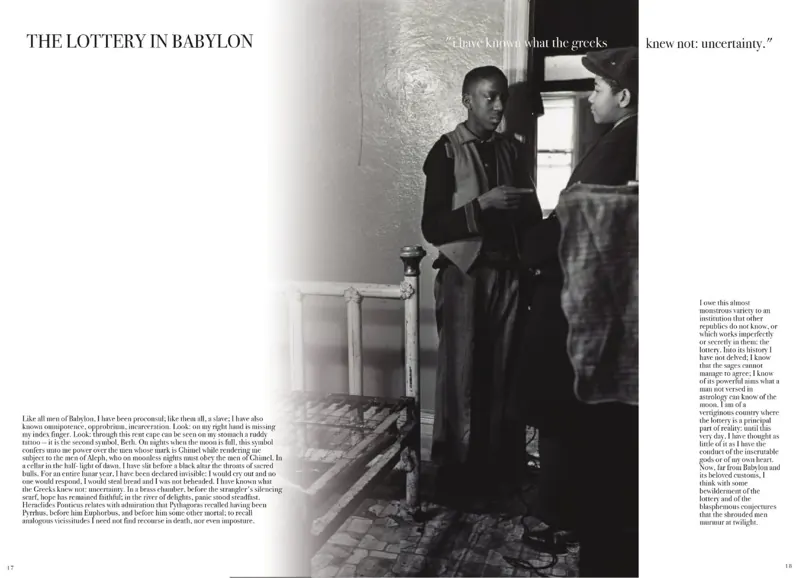 THE LOTTERY IN BABYLON
"i have known what the greeks knew not: uncertainty."
Like all men of Babylon, I have been proconsul; like them all, a slave; I have also
known omnipotence, opprobrium, incarceration. Look: on my right hand is missing
my index finger. Look: through this rent cape can be seen on my stomach a ruddy
tattoo – it is the second symbol, Beth. On nights when the moon is full, this symbol
confers unto me power over the men whose mark is Ghimel while rendering me
subject to the men of Aleph, who on moonless nights must obey the men of Ghimel. In
a cellar in the half- light of dawn, I have slit before a black altar the throats of sacred
bulls. For an entire lunar year, I have been declared invisible: I would cry out and no
one would respond, I would steal bread and I was not beheaded. I have known what
the Greeks knew not: uncertainty. In a brass chamber, before the strangler's silencing
scarf, hope has remained faithful; in the river of delights, panic stood steadfast.
Heraclides Ponticus relates with admiration that Pythagoras recalled having been
Pyrrhus, before him Euphorbus, and before him some other mortal; to recall
analogous vicissitudes I need not find recourse in death, nor even imposture.
I owe this almost
monstrous variety to an
institution that other
republics do not know, or
which works imperfectly
or secretly in them: the
lottery. Into its history I
have not delved; I know
that the sages cannot
manage to agree; I know
of its powerful aims what a
man not versed in
astrology can know of the
moon. I am of a
vertiginous country where
the lottery is a principal
part of reality: until this
very day, I have thought as
little of it as I have the
conduct of the inscrutable
gods or of my own heart.
Now, far from Babylon and
its beloved customs, I
think with some
bewilderment of the
lottery and of the
blasphemous conjectures
that the shrouded men
murmur at twilight.
17
18